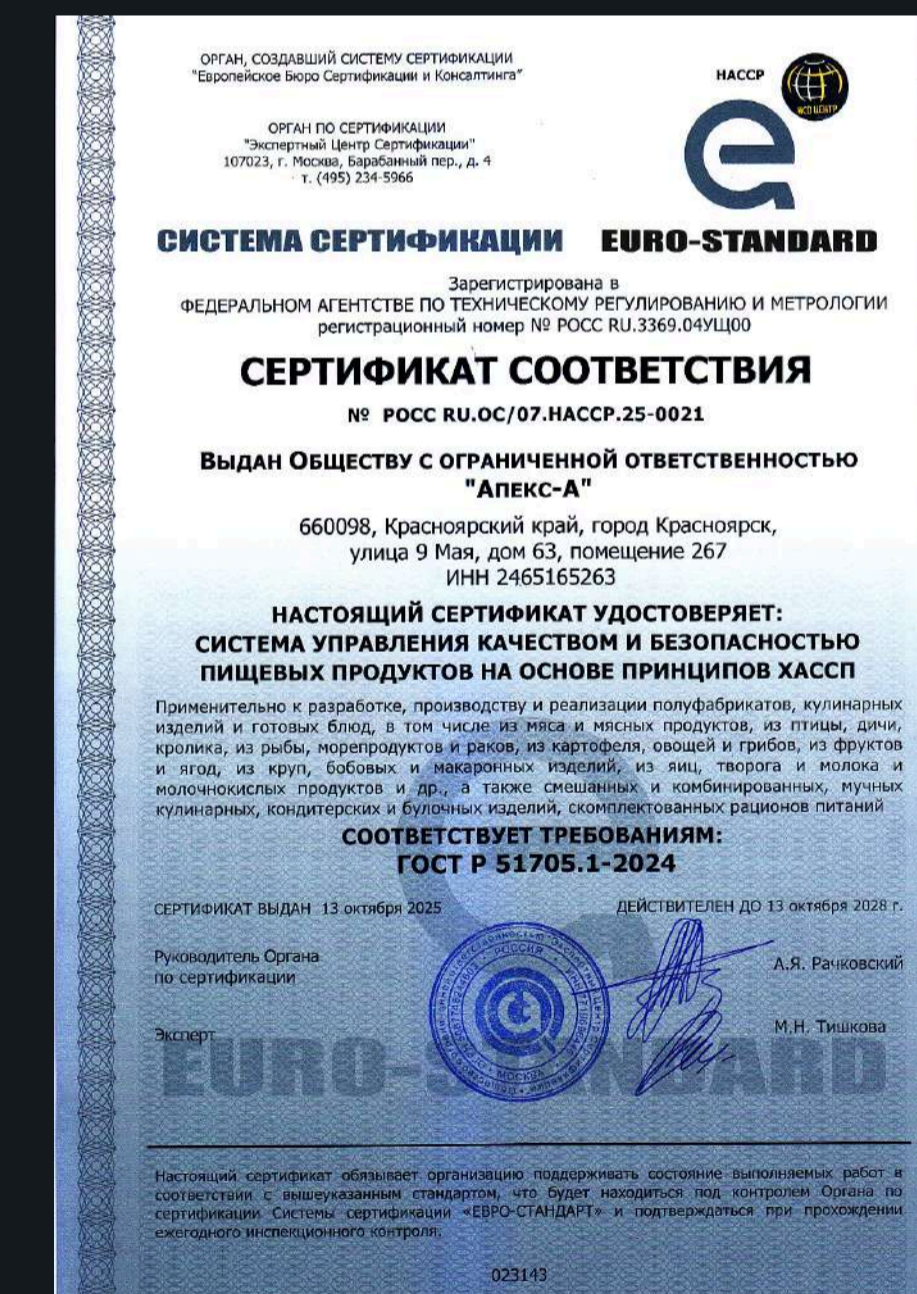 ОРГАН, СОЗДАВШИЙ СИСТЕМУ СЕРТИФИКАЦИИ
"Европейское Бюро Сертификации и Консалтинга"
ОРГАН ПО СЕРТИФИКАЦИИ
"Экспертный Центр Сертификации"
107023, г. Москва, Барабанный пер., д. 4
т. (495) 234-5966
HACCP
ИСО ЦЕНТР
СИСТЕМА СЕРТИФИКАЦИИ EURO-STANDARD
Зарегистрирована в
ФЕДЕРАЛЬНОМ АГЕНТСТВЕ ПО ТЕХНИЧЕСКОМУ РЕГУЛИРОВАНИЮ И МЕТРОЛОГИИ
регистрационный номер № РОСС RU.3369.04УЩ00
СЕРТИФИКАТ СООТВЕТСТВИЯ
№ РОСС RU.ОС/07.НАССР.25-0021
Выдан Обществу с ограниченной ответственностью
"Апекс-А"
660098, Красноярский край, город Красноярск,
улица 9 Мая, дом 63, помещение 267
ИНН 2465165263
НАСТОЯЩИЙ СЕРТИФИКАТ УДОСТОВЕРЯЕТ:
СИСТЕМА УПРАВЛЕНИЯ КАЧЕСТВОМ И БЕЗОПАСНОСТЬЮ
ПИЩЕВЫХ ПРОДУКТОВ НА ОСНОВЕ ПРИНЦИПОВ ХАССП
Применительно к разработке, производству и реализации полуфабрикатов, кулинарных
изделий и готовых блюд, в том числе из мяса и мясных продуктов, из птицы, дичи,
кролика, из рыбы, морепродуктов и раков, из картофеля, овощей и грибов, из фруктов
и ягод, из круп, бобовых и макаронных изделий, из яиц, творога и молока и
молочнокислых продуктов и др., а также смешанных и комбинированных, мучных
кулинарных, кондитерских и булочных изделий, скомплектованных рационов питаний
СООТВЕТСТВУЕТ ТРЕБОВАНИЯМ:
ГОСТ Р 51705.1-2024
СЕРТИФИКАТ ВЫДАН 13 октября 2025
ДЕЙСТВИТЕЛЕН ДО 13 октября 2028 г.
Руководитель Органа
по сертификации
А.Я. Рачковский
РОССИЯ
МОСКВА
Эксперт
М.Н. Тишкова
EURO-STANDARD
Настоящий сертификат обязывает организацию поддерживать состояние выполняемых работ в
соответствии с вышеуказанным стандартом, что будет находиться под контролем Органа по
сертификации Системы сертификации «ЕВРО-СТАНДАРТ» и подтверждаться при прохождении
ежегодного инспекционного контроля.
023143